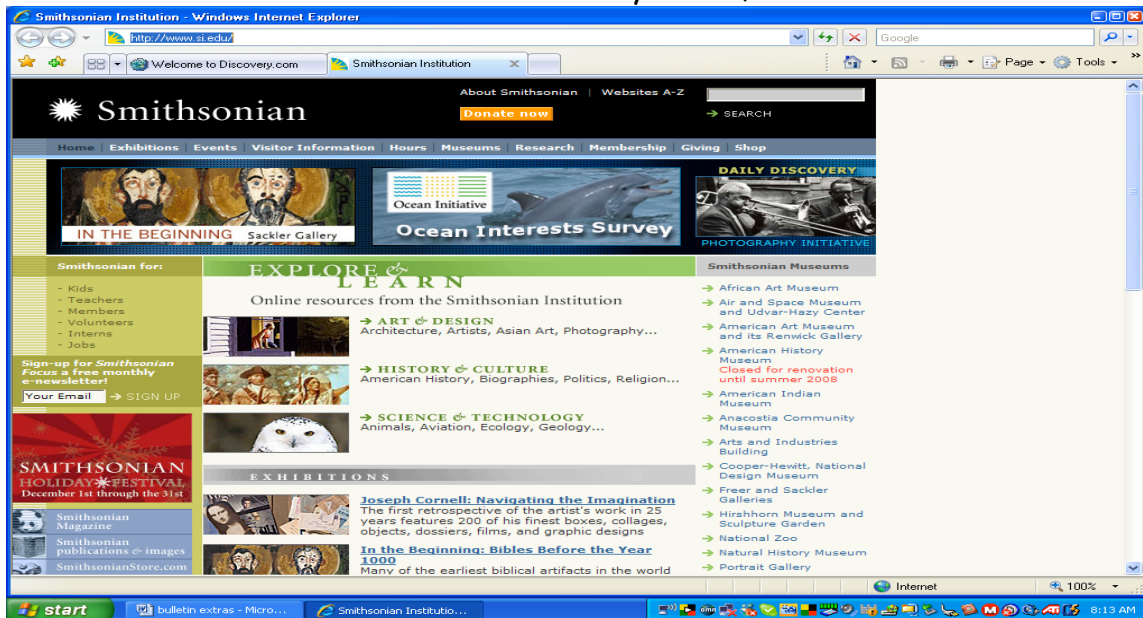 Smithsonian Institution - Windows Internet Explorer
http://www.si.edu/
Google
Welcome to Discovery.com
Smithsonian Institution
Page
Tools
Smithsonian
About Smithsonian | Websites A-Z
Donate now
SEARCH
Home | Exhibitions | Events | Visitor Information | Hours | Museums | Research | Membership | Giving | Shop
IN THE BEGINNING Sackler Gallery
Ocean Initiative
Ocean Interests Survey
DAILY DISCOVERY
PHOTOGRAPHY INITIATIVE
Smithsonian for:
- Kids
- Teachers
- Members
- Volunteers
- Interns
- Jobs
Sign-up for Smithsonian
Focus a free monthly
e-newsletter!
Your Email
SIGN UP
SMITHSONIAN
HOLIDAY FESTIVAL
December 1st through the 31st
Smithsonian
Magazine
Smithsonian
publications & images
SmithsonianStore.com
EXPLORE &
LEARN
Online resources from the Smithsonian Institution
ART & DESIGN
Architecture, Artists, Asian Art, Photography...
HISTORY & CULTURE
American History, Biographies, Politics, Religion...
SCIENCE & TECHNOLOGY
Animals, Aviation, Ecology, Geology...
EXHIBITIONS
Joseph Cornell: Navigating the Imagination
The first retrospective of the artist's work in 25
years features 200 of his finest boxes, collages,
objects, dossiers, films, and graphic designs
In the Beginning: Bibles Before the Year
1000
Many of the earliest biblical artifacts in the world
Smithsonian Museums
African Art Museum
Air and Space Museum
and Udvar-Hazy Center
American Art Museum
and its Renwick Gallery
American History
Museum
Closed for renovation
until summer 2008
American Indian
Museum
Anacostia Community
Museum
Arts and Industries
Building
Cooper-Hewitt, National
Design Museum
Freer and Sackler
Galleries
Hirshhorn Museum and
Sculpture Garden
National Zoo
Natural History Museum
Portrait Gallery
Internet
100%
start
bulletin extras - Micro...
Smithsonian Institutio...
8:13 AM